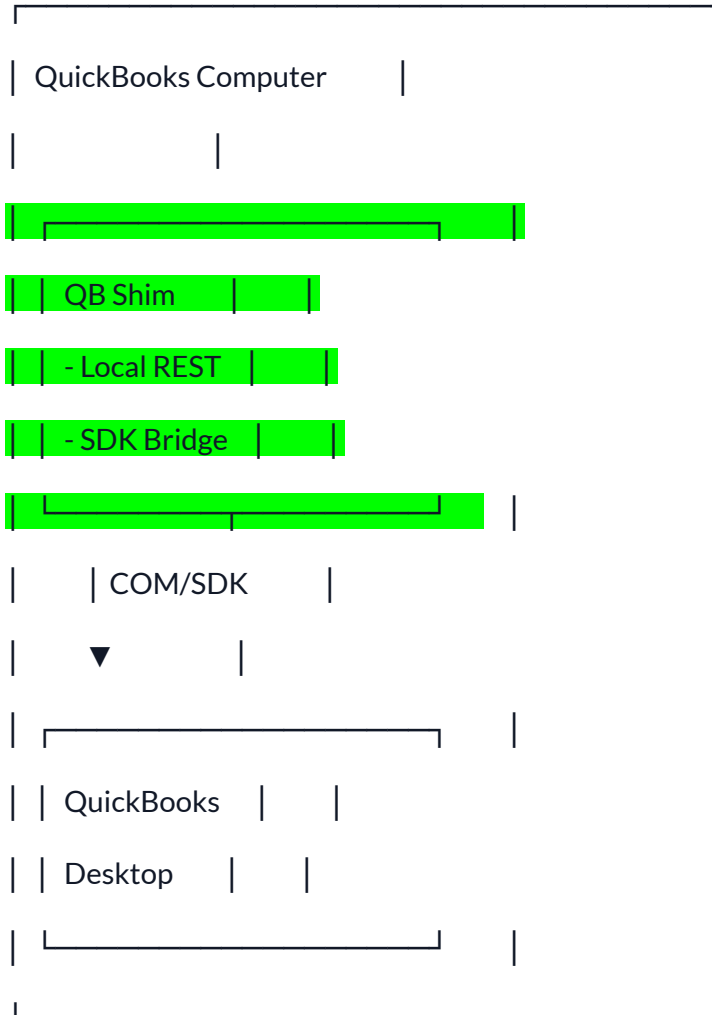 ┌──────────────────────────────
│ QuickBooks Computer │
│ │
│ ┌─────────────────┐ │
│ │ QB Shim │ │
│ │ - Local REST │ │
│ │ - SDK Bridge │ │
│ └────────┬────────┘ │
│ │ COM/SDK │
│ ▼ │
│ ┌─────────────────┐ │
│ │ QuickBooks │ │
│ │ Desktop │ │
│ └─────────────────┘ │